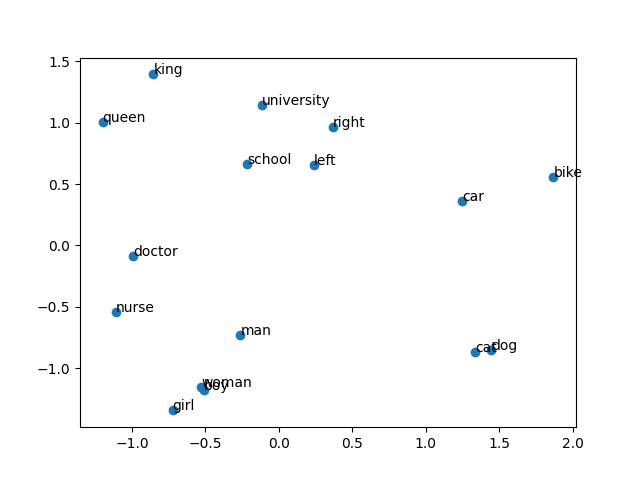 1.5
1.0
0.5
0.0
−0.5
−1.0
−1.0
−0.5
0.0
0.5
1.0
1.5
2.0
king
queen
university
right
school
left
bike
car
doctor
nurse
man
cat
dog
woman
boy
girl